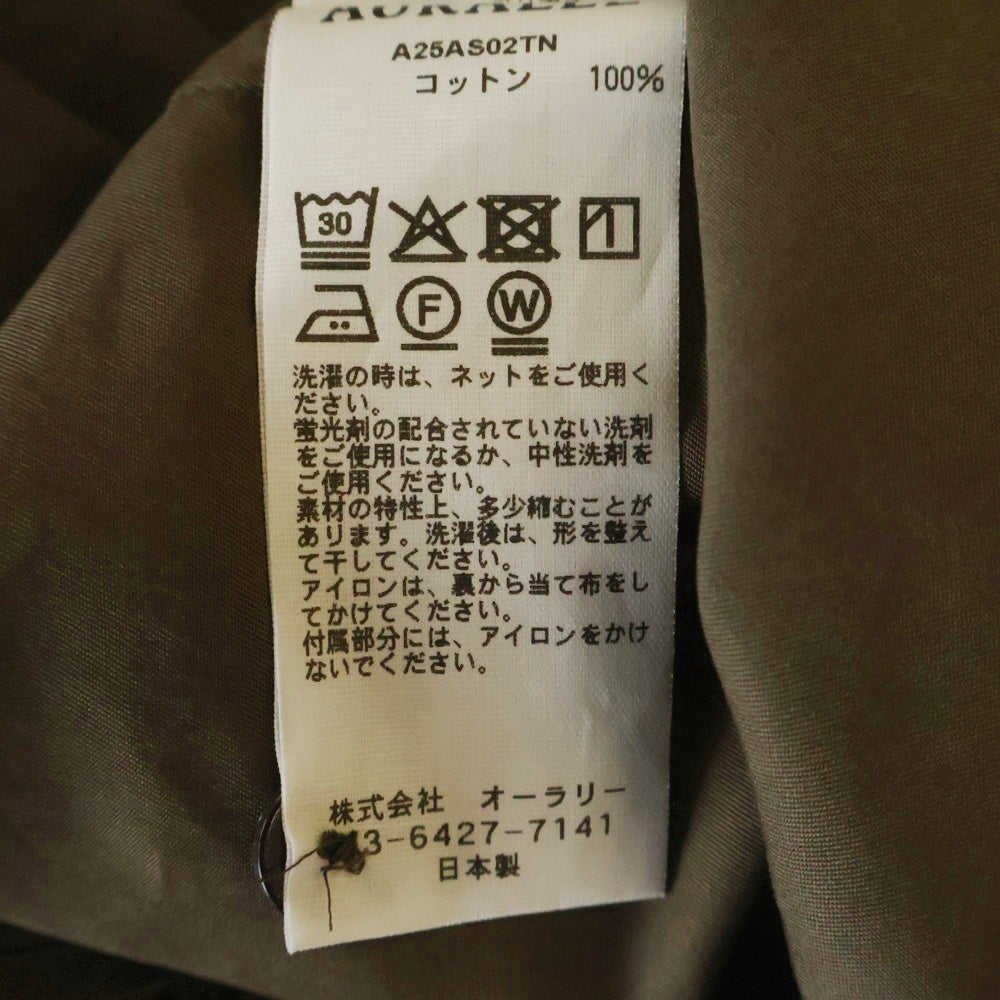 A25AS02TN
コットン 100%
30
F
W
洗濯の時は、ネットをご使用く
ださい。
蛍光剤の配合されていない洗剤
をご使用になるか、中性洗剤を
ご使用ください。
素材の特性上、多少縮むことが
あります。洗濯後は、形を整え
て干してください。
アイロンは、裏から当て布をし
てかけてください。
付属部分には、アイロンをかけ
ないでください。
株式会社 オーラリー
3-6427-7141
日本製